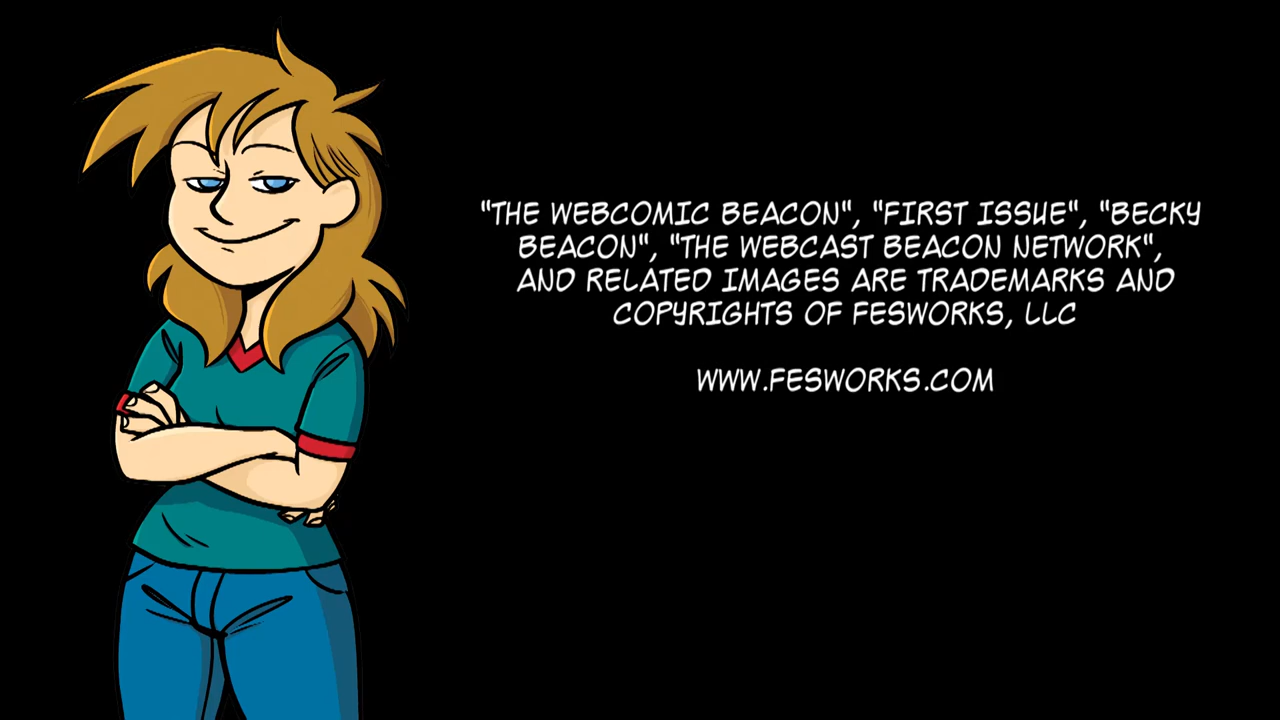 "THE WEBCOMIC BEACON", "FIRST ISSUE", "BECKY
BEACON", "THE WEBCAST BEACON NETWORK",
AND RELATED IMAGES ARE TRADEMARKS AND
COPYRIGHTS OF FESWORKS, LLC
WWW.FESWORKS.COM